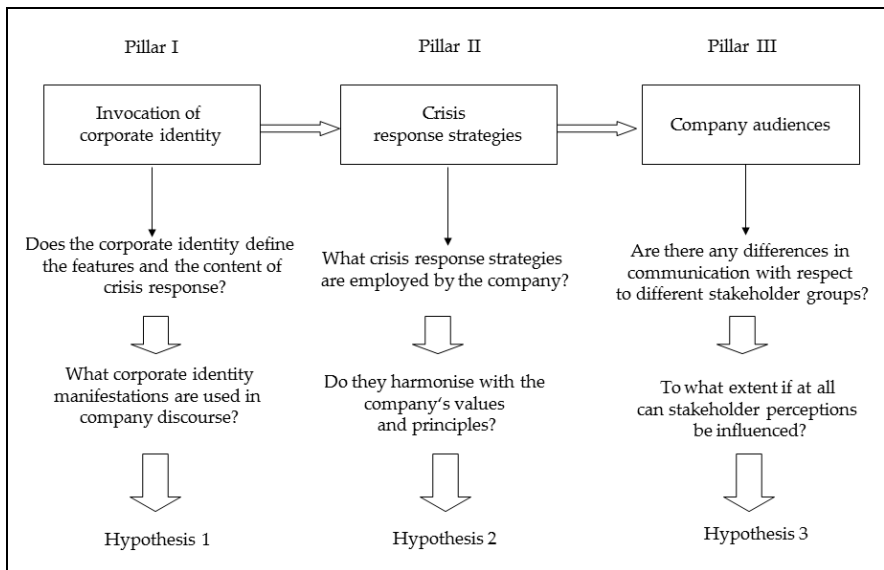 Pillar I
Pillar II
Pillar III
Invocation of
corporate identity
Crisis
response strategies
Company audiences
Does the corporate identity define
the features and the content of
crisis response?
What crisis response strategies
are employed by the company?
Are there any differences in
communication with respect
to different stakeholder groups?
What corporate identity
manifestations are used in
company discourse?
Do they harmonise with the
company‘s values
and principles?
To what extent if at all
can stakeholder perceptions
be influenced?
Hypothesis 1
Hypothesis 2
Hypothesis 3